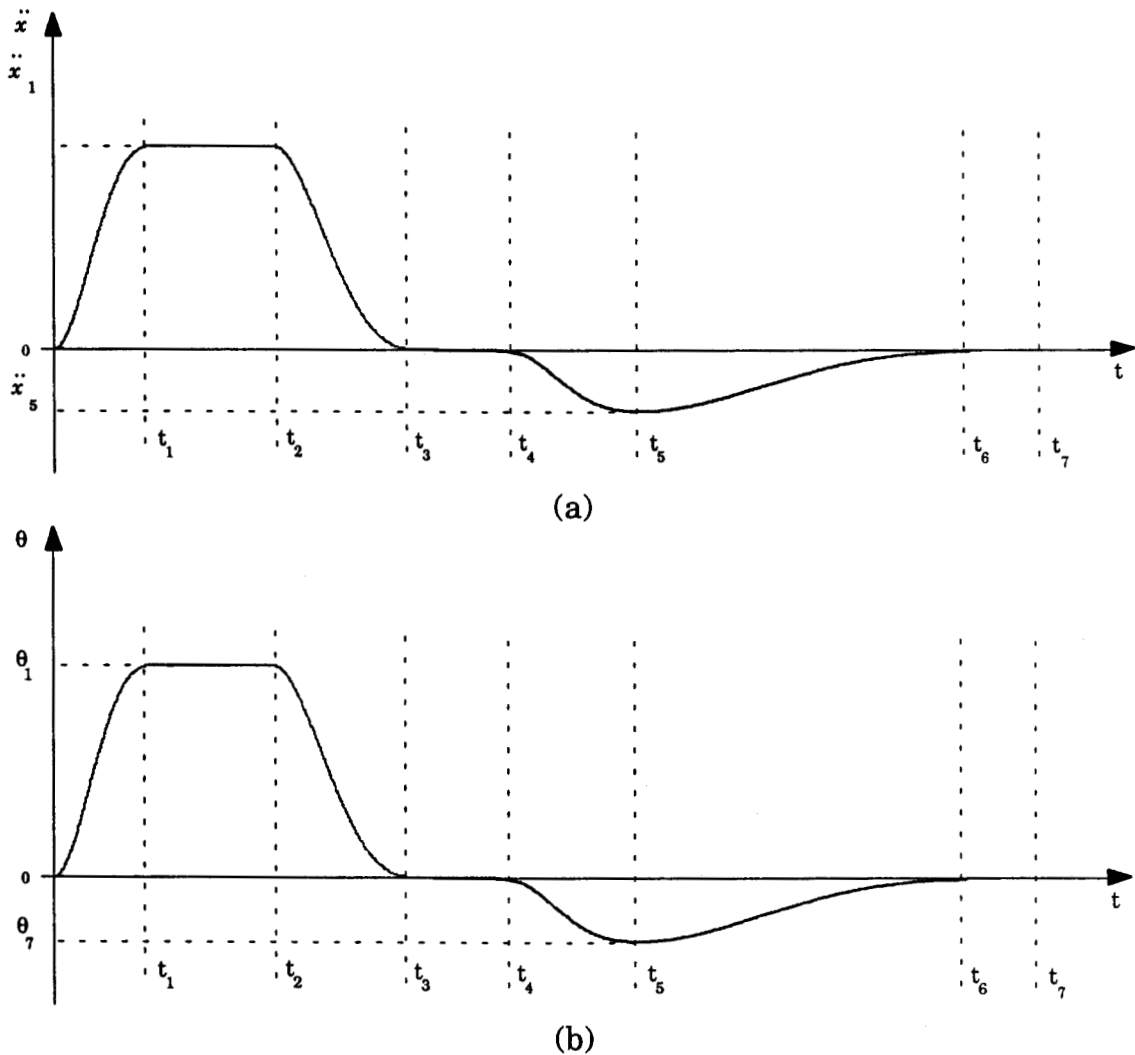 ẍ
ẍ₁
0
ẍ₅
t₁ t₂ t₃ t₄ t₅ t₆ t₇
t
(a)
θ
θ₁
0
θ₇
t₁ t₂ t₃ t₄ t₅ t₆ t₇
t
(b)